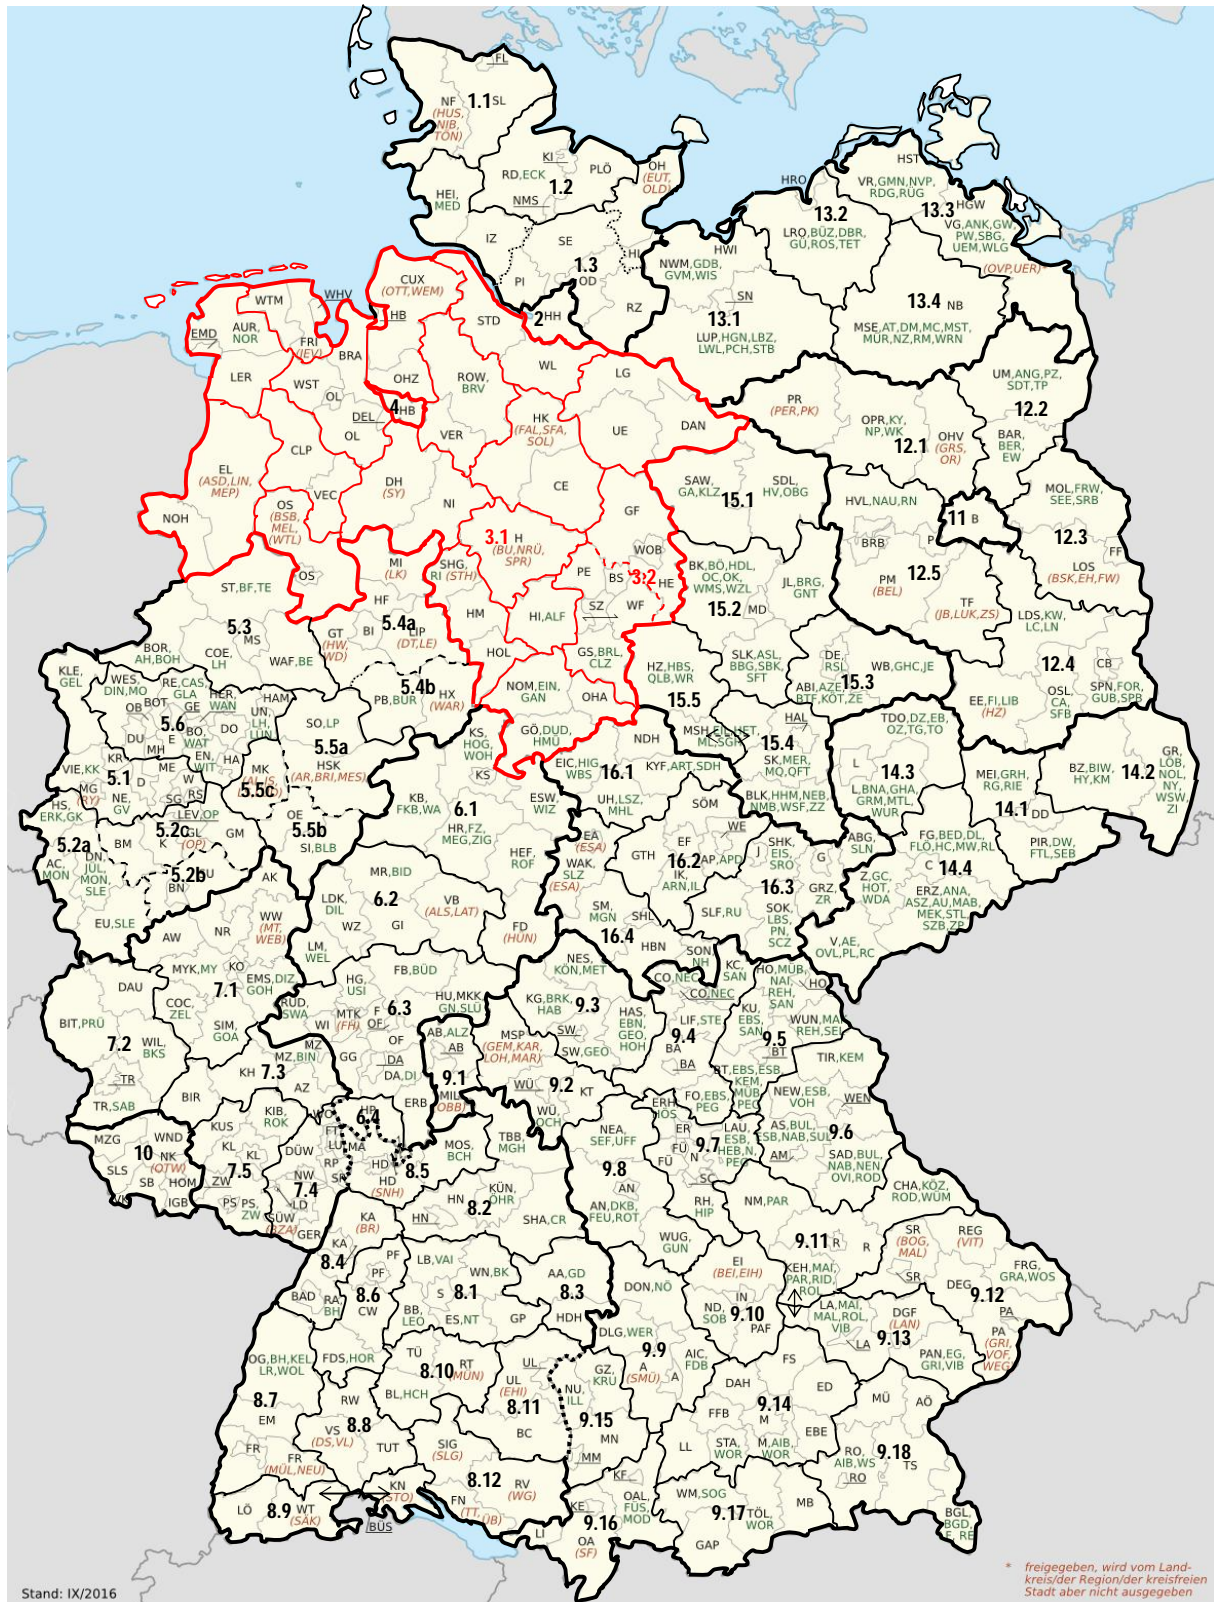 FL
NF
1.1 SL
(HUS,
NIB,
TÖN)
KI
PLÖ
OH
(EUT,
OLD)
RD,ECK
1.2
HEI,
MED
NMS
IZ
SE
HL
1.3
PI
OD
RZ
2 HH
HST
HRO
VR,GMN,NVP,
RDG,RÜG
13.2
13.3
HGW
LRO,BÜZ,DBR,
GÜ,ROS,TET
VG,ANK,GW,
PW,SBG,
UEM,WLG
(OVP,UER)*
HWI
NWM,GDB,
GVM,WIS
SN
13.1
LUP,HGN,LBZ,
LWL,PCH,STB
13.4 NB
MSE,AT,DM,MC,MST,
MÜR,NZ,RM,WRN
CUX
(OTT,WEM)
WHV
HB
WTM
STD
EMD
AUR,
NOR
FRI
(JEV)
BRA
LER
WST
OHZ
ROW,
BRV
WL
LG
OL
DEL
4 HB
HK
(FAL,SFA,
SOL)
UE
DAN
OL
VER
CLP
EL
(ASD,LIN,
MEP)
DH
(SY)
CE
VEC
NI
OS
(BSB,
MEL,
(WTL)
NOH
GF
3.1 H
(BU,NRÜ,
SPR)
WOB
MI
(LK)
SHG,
RI (STH)
PE
BS
3.2
HE
OS
SZ
WF
HM
HI,ALF
HOL
GS,BRL,
CLZ
NOM,EIN,
GAN
OHA
GÖ,DUD,
HMÜ
PR
(PER,PK)
UM,ANG,PZ,
SDT,TP
12.2
OPR,KY,
NP,WK
12.1
OHV
(GRS,
OR)
BAR,
BER,
EW
SAW,
GA,KLZ
SDL,
HV,OBG
15.1
HVL,NAU,RN
MOL,FRW,
SEE,SRB
11 B
12.3
BRB
P
FF
12.5
LOS
(BSK,EH,FW)
PM
(BEL)
TF
(JB,LUK,ZS)
BK,BÖ,HDL,
OC,OK,
WMS,WZL
JL,BRG,
GNT
15.2
MD
LDS,KW,
LC,LN
12.4
SLK,ASL,
BBG,SBK,
SFT
DE,
RSL
WB,GHC,JE
15.3
CB
HZ,HBS,
QLB,WR
ABI,AZE,
BTF,KÖT,ZE
OSL,
CA,
SFB
SPN,FOR,
GUB,SPB
15.5
EE,FI,LIB
(HZ)
ST,BF,TE
HF
5.4a
GT
(HW,
WD)
BI
LIP
(DT,LE)
5.3
BOR,
AH,BOH
COE,
LH
MS
WAF,BE
5.4b
PB,BÜR
HX
(WAR)
KLE,
GEL
WES,
DIN,MO
RE,CAS,
GLA
GE
HER,
WAN
HAM
OB
BOT
5.6
UN,
LH,
LÜN
SO,LP
DU
E
BO,
WAT
DO
5.5a
MH
EN,
WIT
HA
KR
ME
HSK
(AR,BRI,MES)
VIE,KK
5.1
D
W
MK
5.5c
MG
(RY)
NE,
GV
SG
RS
OE
5.5b
HS,
ERK,GK
LEV,OP
5.2c
GL
(OP)
GM
SI,BLB
5.2a
BM
K
AC,
MON
DN,
JÜL,
MON,
SLE
5.2b
BN
AK
EU,SLE
KS,
HOG,
WOH
NDH
MSH,EIL,HET,
ML,SGH
HAL
15.4
KS
EIC,HIG,
WBS
16.1
KYF,ART,SDH
SK,MER,
MQ,QFT
KB,
FKB,WA
6.1
ESW,
WIZ
UH,LSZ,
MHL
SÖM
BLK,HHM,NEB,
NMB,WSF,ZZ
HR,FZ,
MEG,ZIG
EA
(ESA)
EF
WE
HEF,
ROF
WAK,
SLZ
(ESA)
GTH
16.2
AP,APD
J
SHK,
EIS,
SRO
G
ABG,
SLN
IK,
ARN,IL
16.3
GRZ,
ZR
SM,
MGN
SHL
SLF,RU
SOK,
LBS,
PN,
SCZ
16.4
HBN
SON,
NH
TDO,DZ,EB,
OZ,TG,TO
L
14.3
L,BNA,GHA,
GRM,MTL,
WUR
MEI,GRH,
RG,RIE
BZ,BIW,
HY,KM
14.2
GR,
LÖB,
NOL,
NY,
WSW,
ZI
14.1
DD
PIR,DW,
FTL,SEB
FG,BED,DL,
FLÖ,HC,MW,RL
C
14.4
Z,GC,
HOT,
WDA
ERZ,ANA,
ASZ,AU,MAB,
MEK,STL,
SZB,ZP
V,AE,
OVL,PL,RC
MR,BID
LDK,
DIL
6.2
VB
(ALS,LAT)
WZ
GI
FD
(HÜN)
AW
NR
WW
(MT,
WEB)
LM,
WEL
HG,
USI
FB,BÜD
DAU
MYK,MY
KO
EMS,DIZ,
GOH
7.1
RÜD,
SWA
6.3
HU,MKK,
GN,SLÜ
COC,
ZEL
SIM,
GOA
WI
MTK
(FH)
F
OF
OF
BIT,PRÜ
WIL,
BKS
7.2
TR
TR,SAB
MZ
MZ,BIN
GG
DA
DA,DI
KH 7.3
BIR
AZ
ERB
AB,ALZ
AB
9.1
MIL
(OBB)
MSP
(GEM,KAR,
LOH,MAR)
NES,
KÖN,MET
KG,BRK,
HAB
9.3
SW
HAS,
EBN,
GEO,
HOH
SW,GEO
WÜ
9.2
KT
WÜ,
OCH
CO,NEC
CO,NEC
KC,
SAN
LIF,STE
9.4
BA
BA
KU,
EBS,
SAN
HO,MÜB,
NAI,
REH,
SAN
HO
WUN,MAK,
REH,SEL
9.5
BT
BT,EBS,ESB,
KEM,
MÜB,
PEG
TIR,KEM
FO,EBS,
PEG
NEW,ESB,
VOH
WEN
ERH,
HÖS
NEA,
SEF,UFF
ER
9.7
FÜ
FÜ
N
LAU,
ESB,
HEB,N,
PEG
AS,BUL,
ESB,NAB,SUL
9.6
AM
SAD,BUL,
NAB,NEN,
OVI,ROD
SC
9.8
AN
AN,DKB,
FEU,ROT
RH,
HIP
NM,PAR
CHA,KÖZ,
ROD,WÜM
MZG
WND
10
NK
(OTW)
SLS
SB
HOM
VK
IGB
KUS
KIB,
ROK
WO
HP
6.4
FT
LU
MA
KL
KL
DÜW
RP
HD
HD
(SNH)
7.5
ZW
NW
SP
LD
7.4
PS
PS,
ZW
SÜW
(BZA)
GER
MOS,
BCH
TBB,
MGH
8.5
KÜN,
ÖHR
HN
8.2
HN
KA
(BR)
SHA,CR
KA
8.4
PF
PF
LB,VAI
WN,BK
AA,GD
BAD
RA,
BH
8.6
CW
S
8.1
8.3
BB,
LEO
ES,NT
GP
HDH
WUG,
GUN
9.11 R
R
SR
(BOG,
MAL)
REG
(VIT)
EI
(BEI,EIH)
KEH,MAI,
PAR,RID,
ROL
SR
FRG,
GRA,WOS
DON,NÖ
IN
9.10
ND,
SOB
PAF
DEG
9.12
LA,MAI,
MAL,ROL,
VIB
DGF
(LAN)
PA
9.13
PA
(GRI,
VOF,
WEG)
LA
PAN,EG,
GRI,VIB
DLG,WER
9.9
A
(SMÜ)
A
AIC,
FDB
FS
OG,BH,KEL,
LR,WOL
FDS,HOR
TÜ
8.10
RT
(MÜN)
UL
UL
(EHI)
GZ,
KRU
NU,
ILL
DAH
ED
BL,HCH
8.7
RW
8.11
9.15
FFB
9.14
M
EBE
MÜ
AÖ
EM
VS
(DS,VL)
8.8
TUT
SIG
(SLG)
BC
MN
MM
LL
STA,
WOR
M,AIB,
WOR
RO,
AIB,WS
RO
9.18
TS
FR
FR
(MÜL,NEU)
KN
(STO)
8.12
RV
(WG)
KF
OAL,
FÜS,
MOD
WM,SOG
LÖ
8.9
WT
(SÄK)
BÜS
FN
(TT,
ÜB)
LI
KE
9.16
OA
(SF)
9.17
TÖL,
WOR
MB
GAP
BGL,
BGD,
F, REI
* freigegeben, wird vom Land-
kreis/der Region/der kreisfreien
Stadt aber nicht ausgegeben
Stand: IX/2016